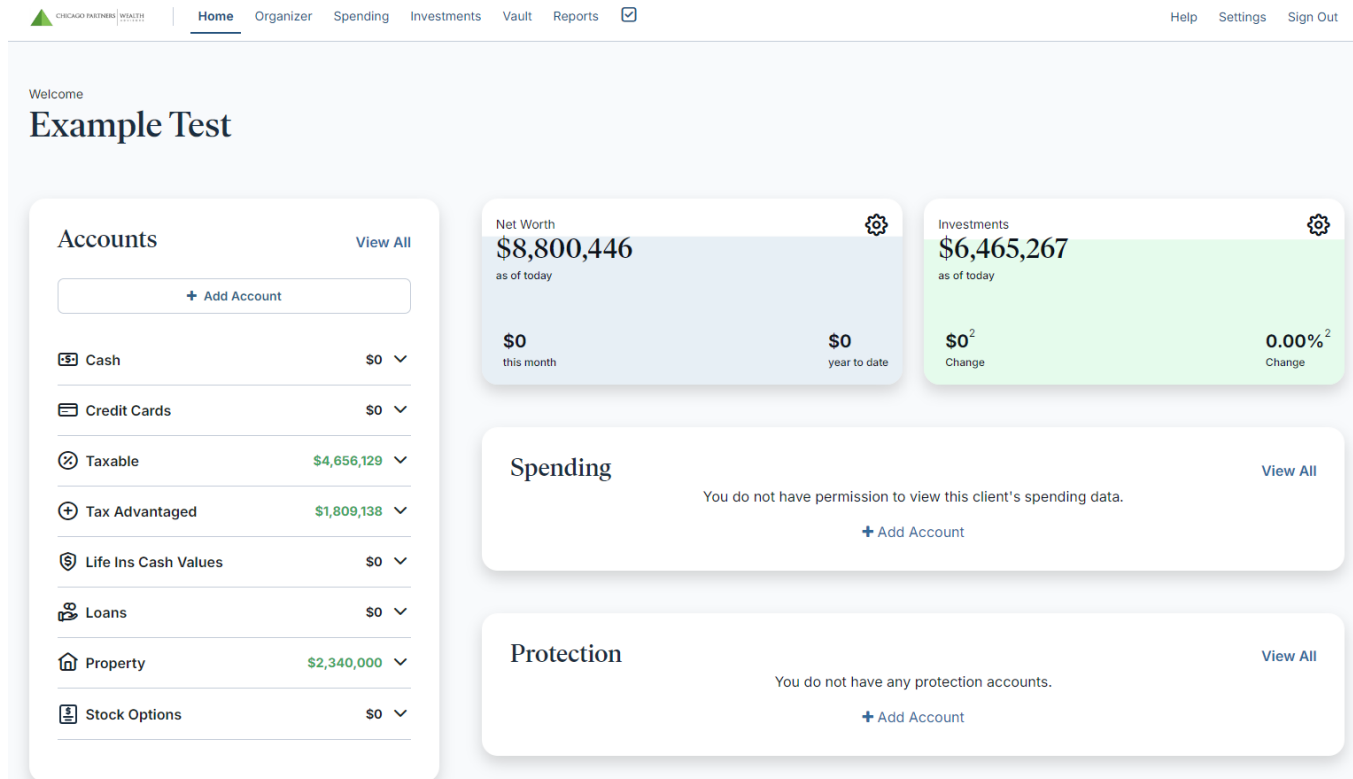 CHICAGO PARTNERS WEALTH ADVISORS
Home Organizer Spending Investments Vault Reports
Help Settings Sign Out
Welcome
Example Test
Accounts
View All
+ Add Account
Cash $0
Credit Cards $0
Taxable $4,656,129
Tax Advantaged $1,809,138
Life Ins Cash Values $0
Loans $0
Property $2,340,000
Stock Options $0
Net Worth
$8,800,446
as of today
$0 $0
this month year to date
Investments
$6,465,267
as of today
$0² 0.00%²
Change Change
Spending
View All
You do not have permission to view this client's spending data.
+ Add Account
Protection
View All
You do not have any protection accounts.
+ Add Account